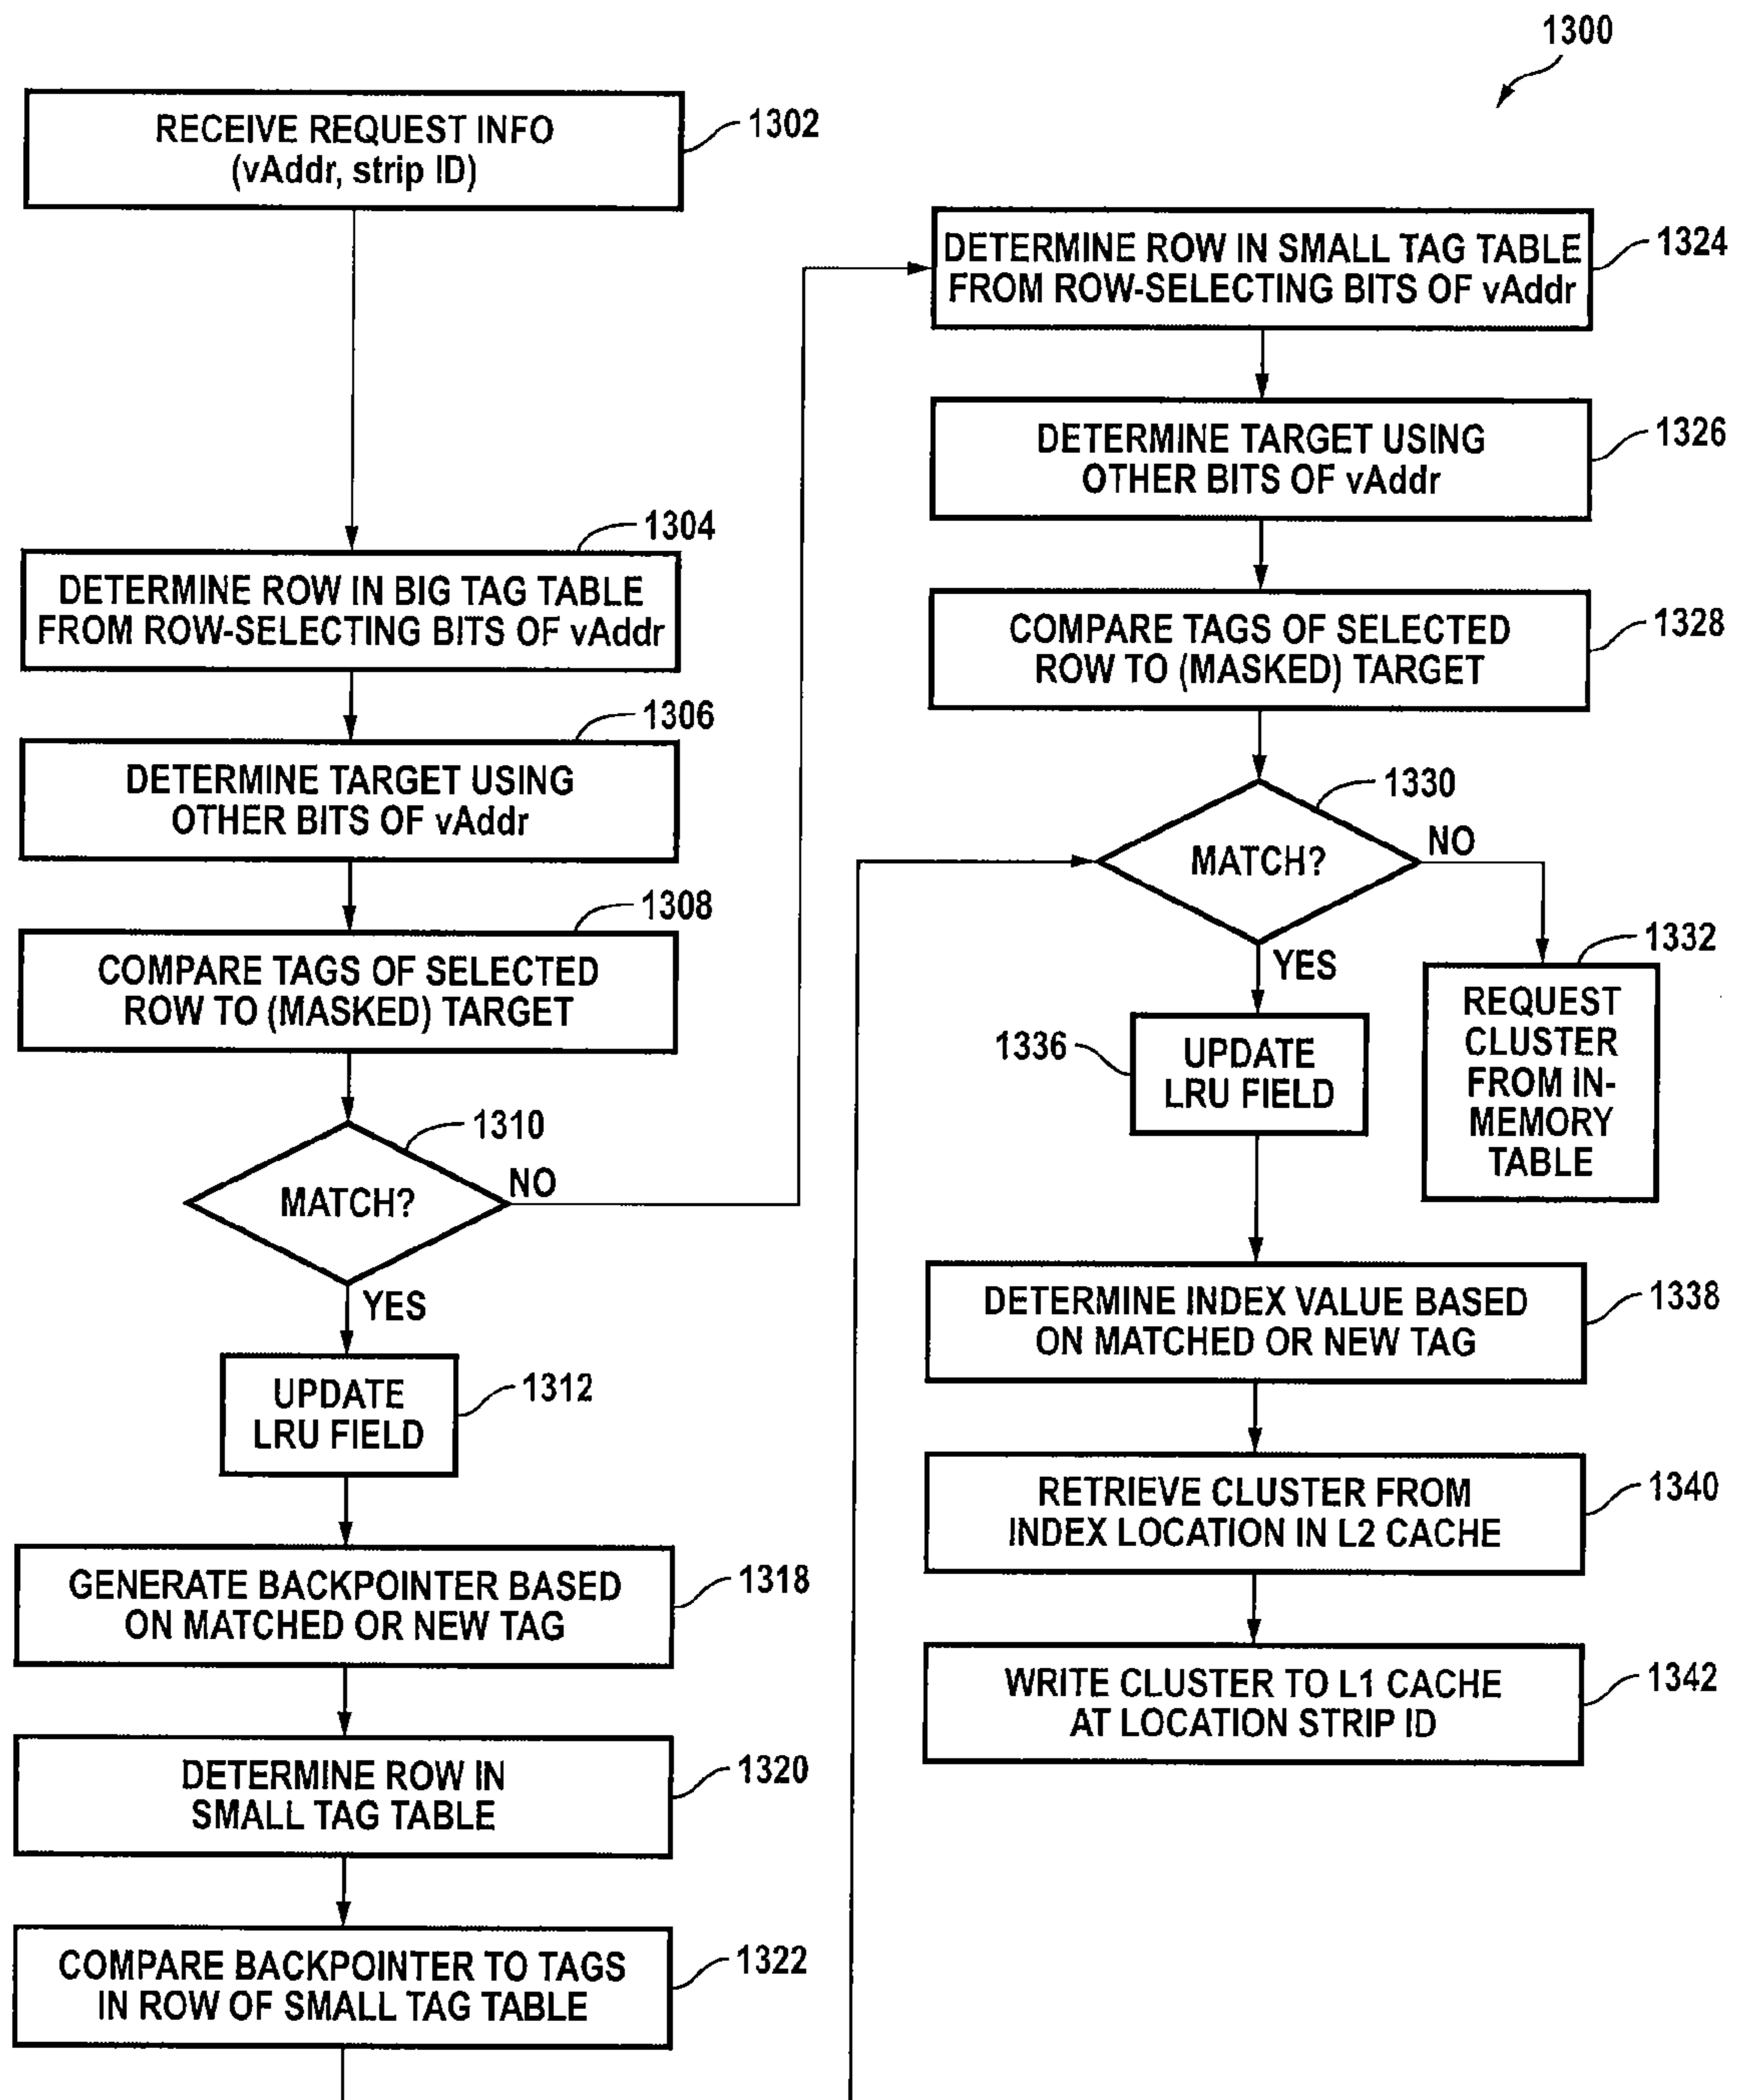 1300
RECEIVE REQUEST INFO
(vAddr, strip ID)
1302
1304
DETERMINE ROW IN BIG TAG TABLE
FROM ROW-SELECTING BITS OF vAddr
1306
DETERMINE TARGET USING
OTHER BITS OF vAddr
1308
COMPARE TAGS OF SELECTED
ROW TO (MASKED) TARGET
1310
MATCH?
NO
YES
UPDATE
LRU FIELD
1312
GENERATE BACKPOINTER BASED
ON MATCHED OR NEW TAG
1318
DETERMINE ROW IN
SMALL TAG TABLE
1320
COMPARE BACKPOINTER TO TAGS
IN ROW OF SMALL TAG TABLE
1322
DETERMINE ROW IN SMALL TAG TABLE
FROM ROW-SELECTING BITS OF vAddr
1324
DETERMINE TARGET USING
OTHER BITS OF vAddr
1326
COMPARE TAGS OF SELECTED
ROW TO (MASKED) TARGET
1328
1330
MATCH?
NO
YES
1332
REQUEST
CLUSTER
FROM IN-
MEMORY
TABLE
1336
UPDATE
LRU FIELD
DETERMINE INDEX VALUE BASED
ON MATCHED OR NEW TAG
1338
RETRIEVE CLUSTER FROM
INDEX LOCATION IN L2 CACHE
1340
WRITE CLUSTER TO L1 CACHE
AT LOCATION STRIP ID
1342